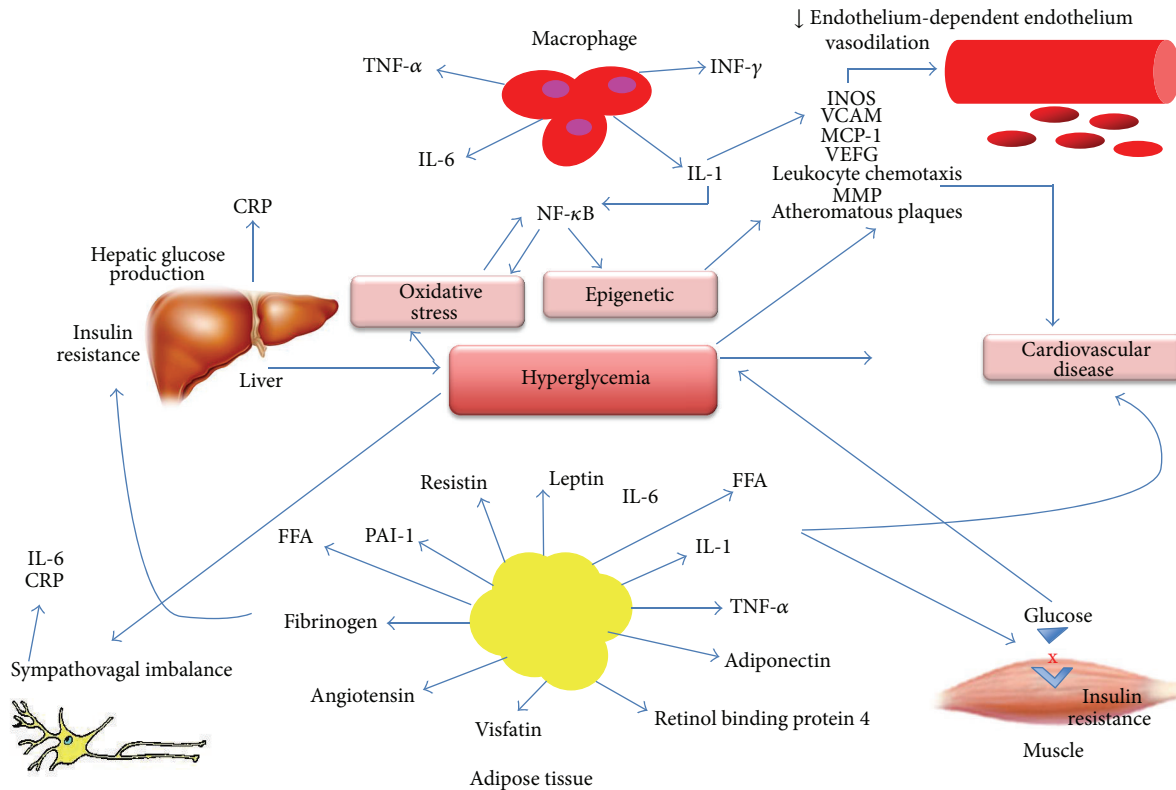 ↓ Endothelium-dependent endothelium
vasodilation
Macrophage
TNF-α
INF-γ
INOS
VCAM
MCP-1
VEFG
Leukocyte chemotaxis
MMP
Atheromatous plaques
IL-6
IL-1
CRP
NF-κB
Hepatic glucose
production
Oxidative
stress
Epigenetic
Insulin
resistance
Liver
Hyperglycemia
Cardiovascular
disease
Resistin
Leptin
IL-6
FFA
FFA
PAI-1
IL-1
IL-6
CRP
Fibrinogen
TNF-α
Glucose
x
Sympathovagal imbalance
Adiponectin
Angiotensin
Insulin
resistance
Visfatin
Retinol binding protein 4
Muscle
Adipose tissue